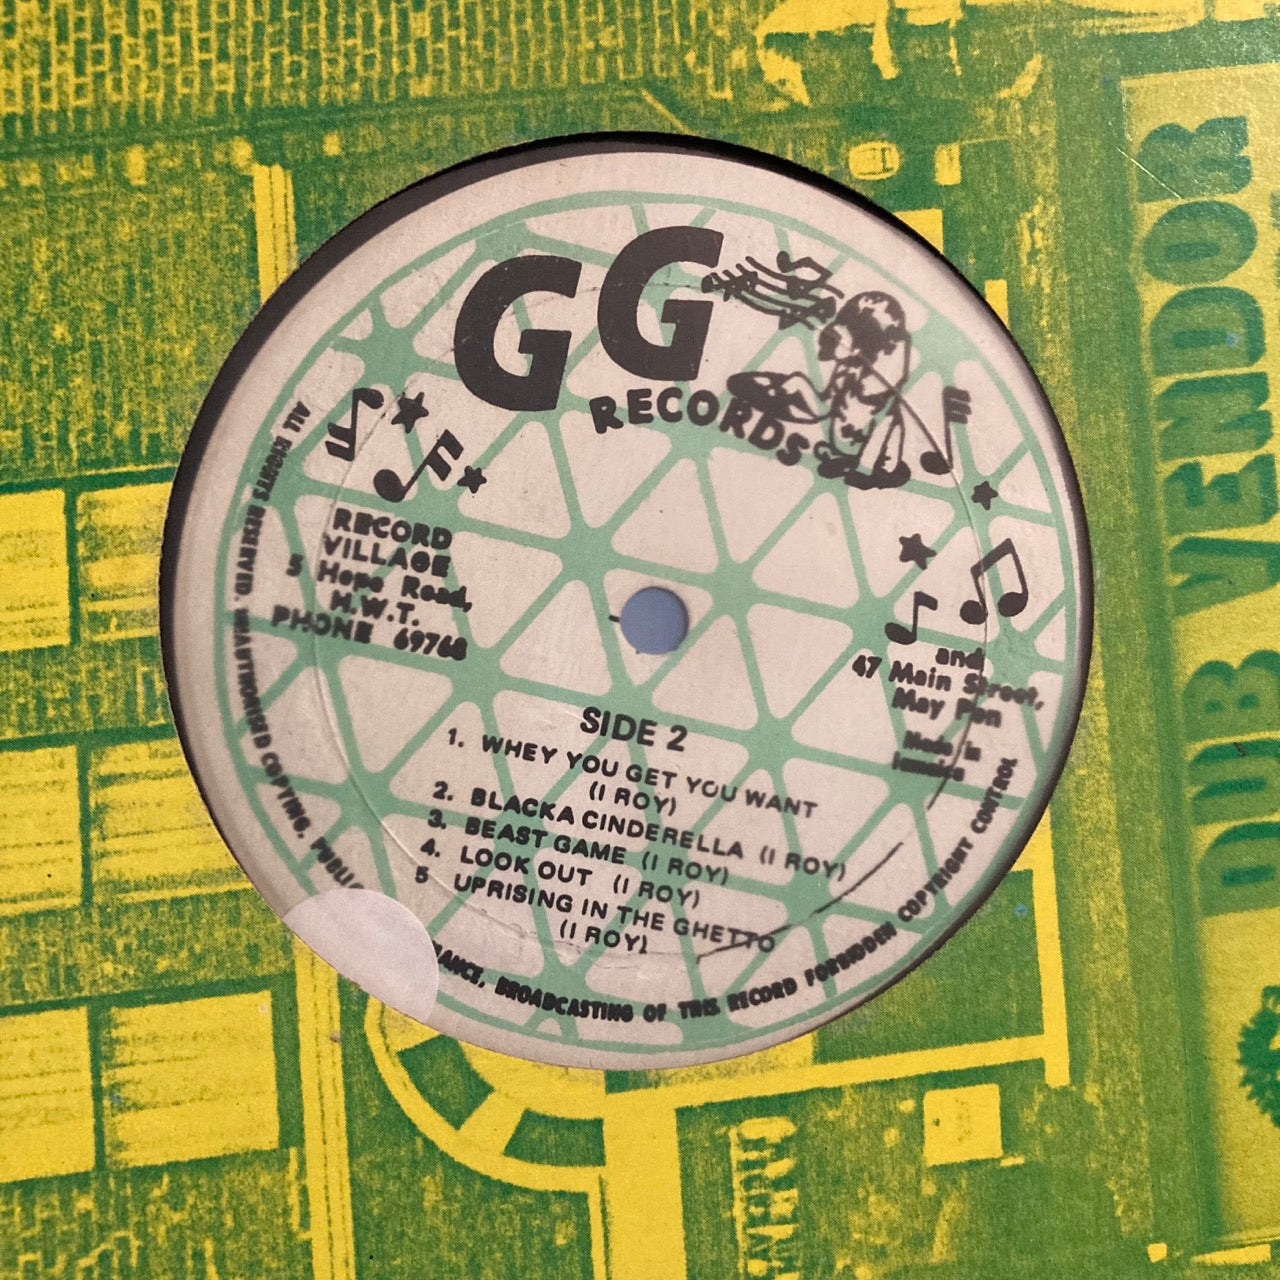 GG
RECORDS
RECORD
VILLAGE
5 Hope Road,
H.W.T.
PHONE 69768
and
47 Main Street,
May Pen
Made in
Jamaica
SIDE 2
1. WHEY YOU GET YOU WANT
(I ROY)
2. BLACKA CINDERELLA (I ROY)
3. BEAST GAME (I ROY)
4. LOOK OUT (I ROY)
5 UPRISING IN THE GHETTO
(I ROY)
ALL RIGHTS RESERVED. UNAUTHORISED COPYING, PUBLIC
BROADCASTING OF THIS RECORD FORBIDDEN COPYRIGHT CONTROL
DUB VENDOR